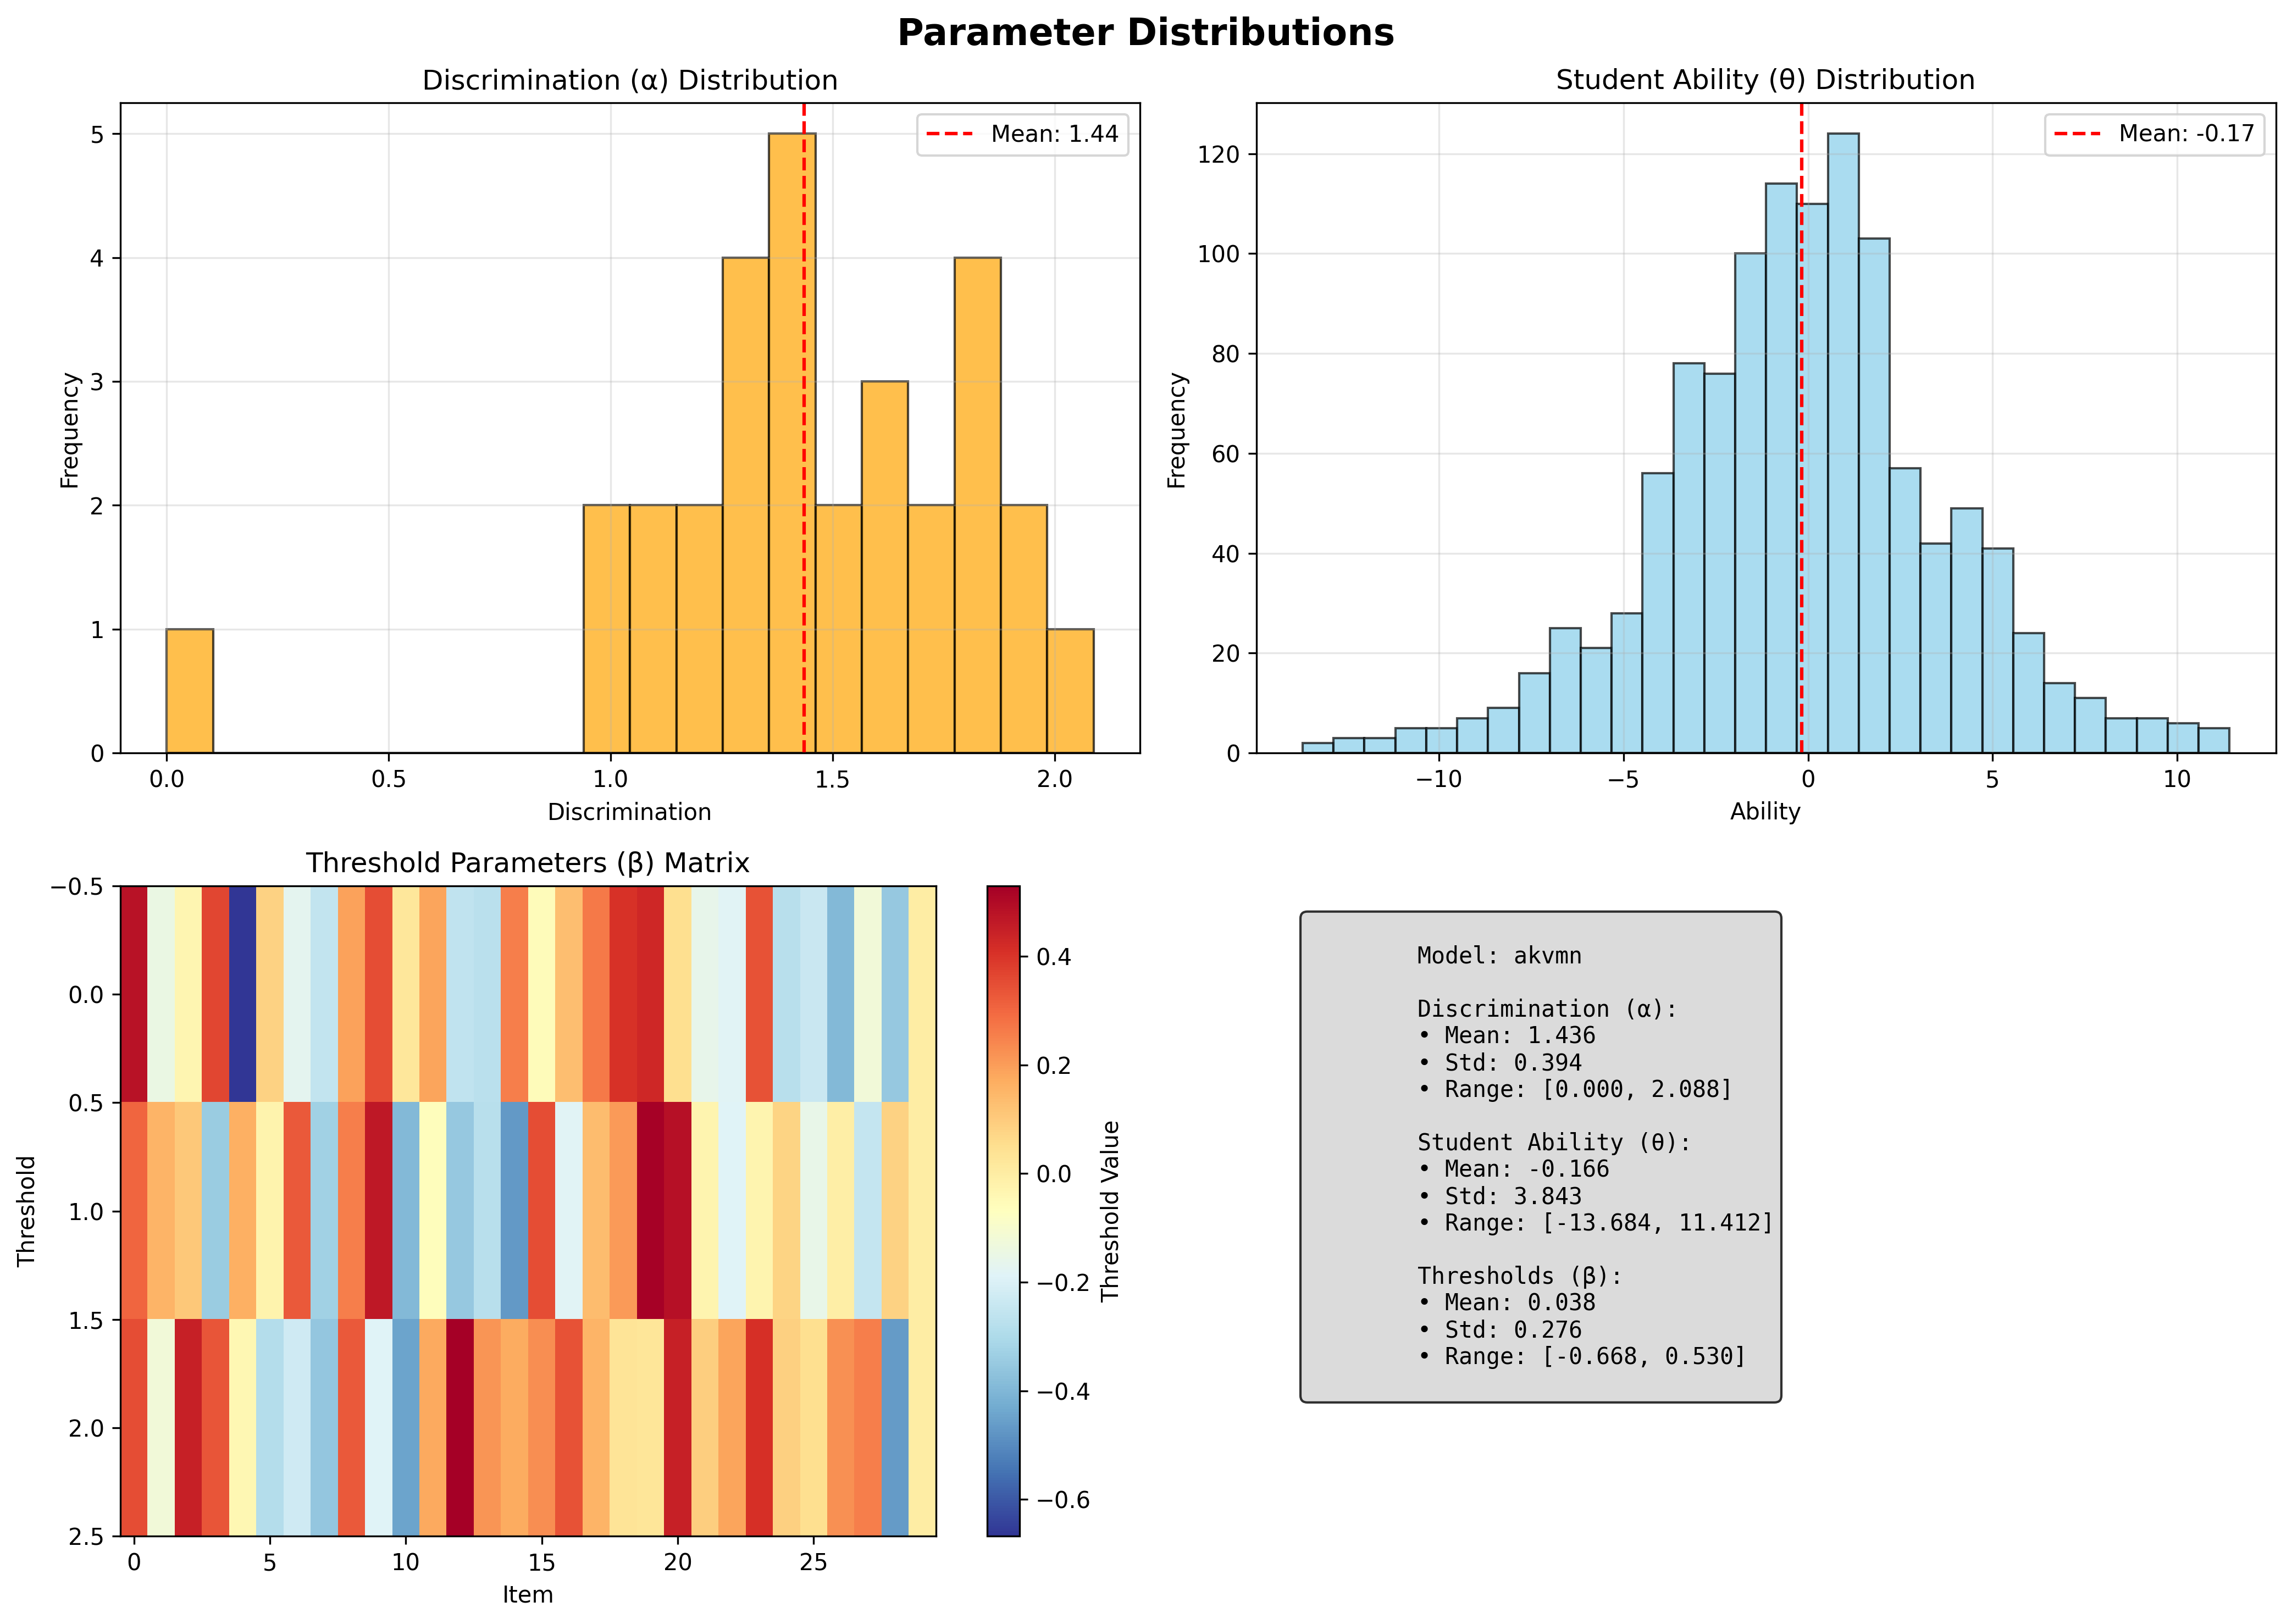 Parameter Distributions
Discrimination (α) Distribution
Mean: 1.44
5
4
3
2
1
0
Frequency
0.0 0.5 1.0 1.5 2.0
Discrimination
Student Ability (θ) Distribution
Mean: -0.17
120
100
80
60
40
20
0
Frequency
−10 −5 0 5 10
Ability
Threshold Parameters (β) Matrix
−0.5
0.0
0.5
1.0
1.5
2.0
2.5
Threshold
0 5 10 15 20 25
Item
0.4
0.2
0.0
−0.2
−0.4
−0.6
Threshold Value
Model: akvmn
Discrimination (α):
• Mean: 1.436
• Std: 0.394
• Range: [0.000, 2.088]
Student Ability (θ):
• Mean: -0.166
• Std: 3.843
• Range: [-13.684, 11.412]
Thresholds (β):
• Mean: 0.038
• Std: 0.276
• Range: [-0.668, 0.530]